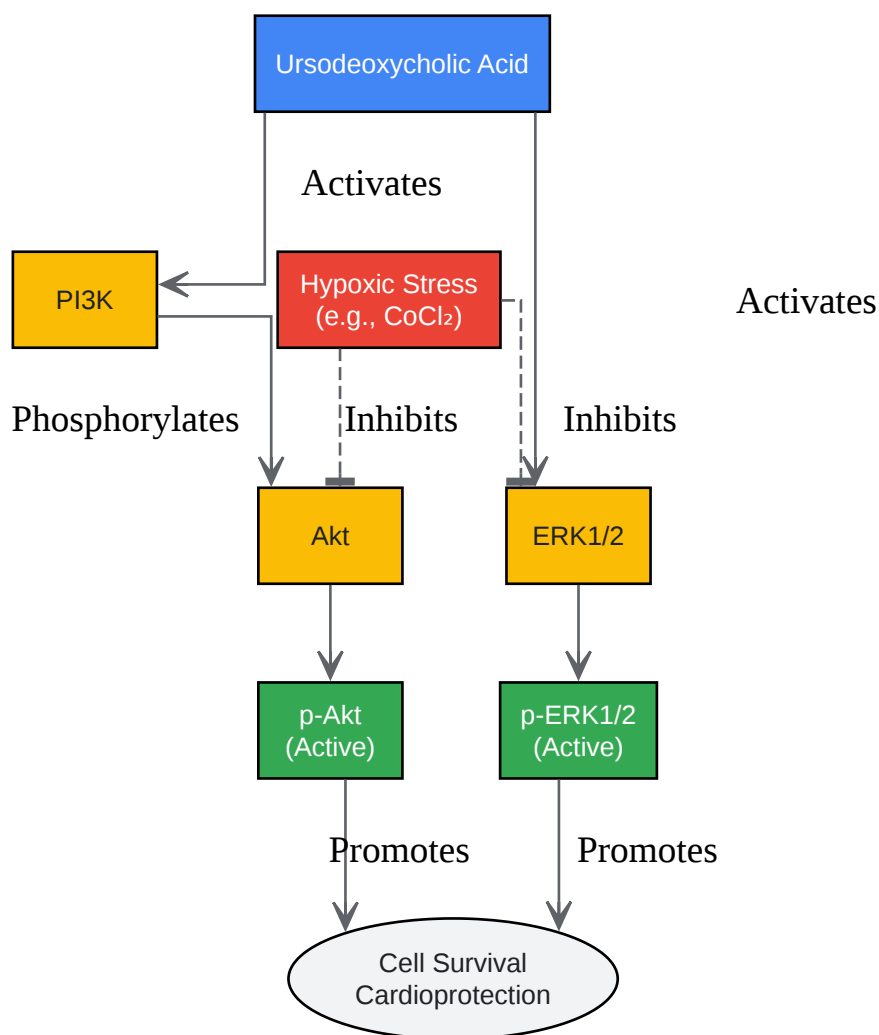 Ursodeoxycholic Acid
Activates
PI3K
Hypoxic Stress
(e.g., CoCl₂)
Activates
Phosphorylates
Inhibits
Inhibits
Akt
ERK1/2
p-Akt
(Active)
p-ERK1/2
(Active)
Promotes
Promotes
Cell Survival
Cardioprotection